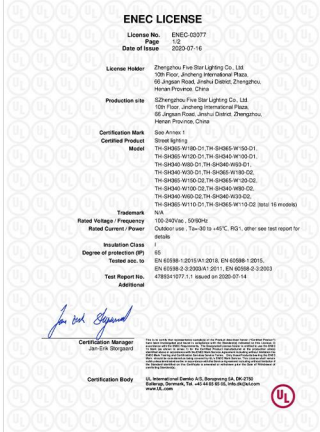 ENEC LICENSE
License No. ENEC-03077
Page 1/2
Date of Issue 2020-07-16
License Holder Zhengzhou Five Star Lighting Co., Ltd.
10th Floor, Jincheng International Plaza,
66 Jingsan Road, Jinshui District, Zhengzhou,
Henan Province, China
Production site SZhengzhou Five Star Lighting Co., Ltd.
10th Floor, Jincheng International Plaza,
66 Jingsan Road, Jinshui District, Zhengzhou,
Henan Province, China
Certification Mark See Annex 1
Certified Product Street lighting
Model TH-SH365-W180-D1,TH-SH365-W150-D1,
TH-SH365-W120-D1,TH-SH340-W100-D1,
TH-SH340-W80-D1,TH-SH340-W60-D1,
TH-SH340-W30-D1,TH-SH365-W180-D2,
TH-SH365-W150-D2,TH-SH365-W120-D2,
TH-SH340-W100-D2,TH-SH340-W80-D2,
TH-SH340-W60-D2,TH-SH340-W30-D2,
TH-SH365-W110-D1,TH-SH365-W110-D2 (total 16 models)
Trademark N/A
Rated Voltage / Frequency 100-240Vac , 50/60Hz
Rated Current / Power Outdoor use , Ta=-30 to +45℃, RG1, other see test report for
details
Insulation Class I
Degree of protection (IP) 65
Tested acc. to EN 60598-1:2015/A1:2018, EN 60598-1:2015,
EN 60598-2-3:2003/A1:2011, EN 60598-2-3:2003
Test Report No. 4789341077.1.1 issued on 2020-07-14
Additional
Certification Manager
Jan-Erik Storgaard
Certification Body UL International Demko A/S, Borupvang 5A, DK-2750
Ballerup, Denmark, Tel. +45 44 85 65 65, info.dk@ul.com
www.UL.com
UL